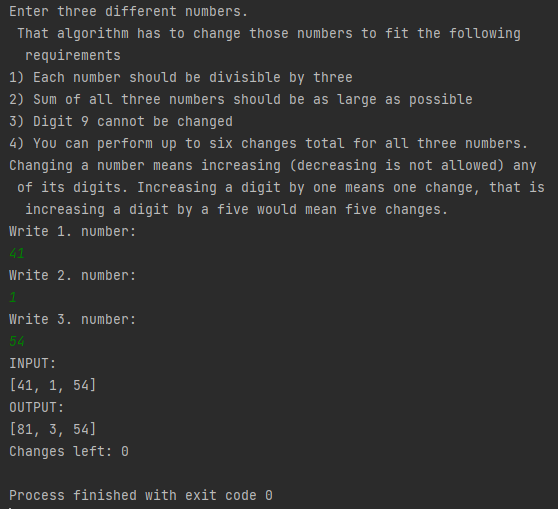 Enter three different numbers.
That algorithm has to change those numbers to fit the following
requirements
1) Each number should be divisible by three
2) Sum of all three numbers should be as large as possible
3) Digit 9 cannot be changed
4) You can perform up to six changes total for all three numbers.
Changing a number means increasing (decreasing is not allowed) any
of its digits. Increasing a digit by one means one change, that is
increasing a digit by a five would mean five changes.
Write 1. number:
41
Write 2. number:
1
Write 3. number:
54
INPUT:
[41, 1, 54]
OUTPUT:
[81, 3, 54]
Changes left: 0
Process finished with exit code 0